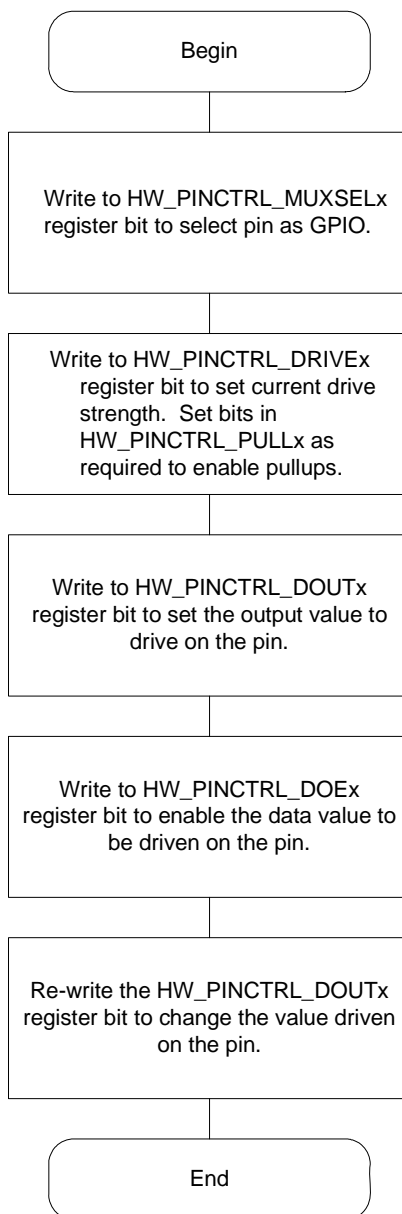 Begin
Write to HW_PINCTRL_MUXSELx
register bit to select pin as GPIO.
Write to HW_PINCTRL_DRIVEx
register bit to set current drive
strength. Set bits in
HW_PINCTRL_PULLx as
required to enable pullups.
Write to HW_PINCTRL_DOUTx
register bit to set the output value to
drive on the pin.
Write to HW_PINCTRL_DOEx
register bit to enable the data value to
be driven on the pin.
Re-write the HW_PINCTRL_DOUTx
register bit to change the value driven
on the pin.
End